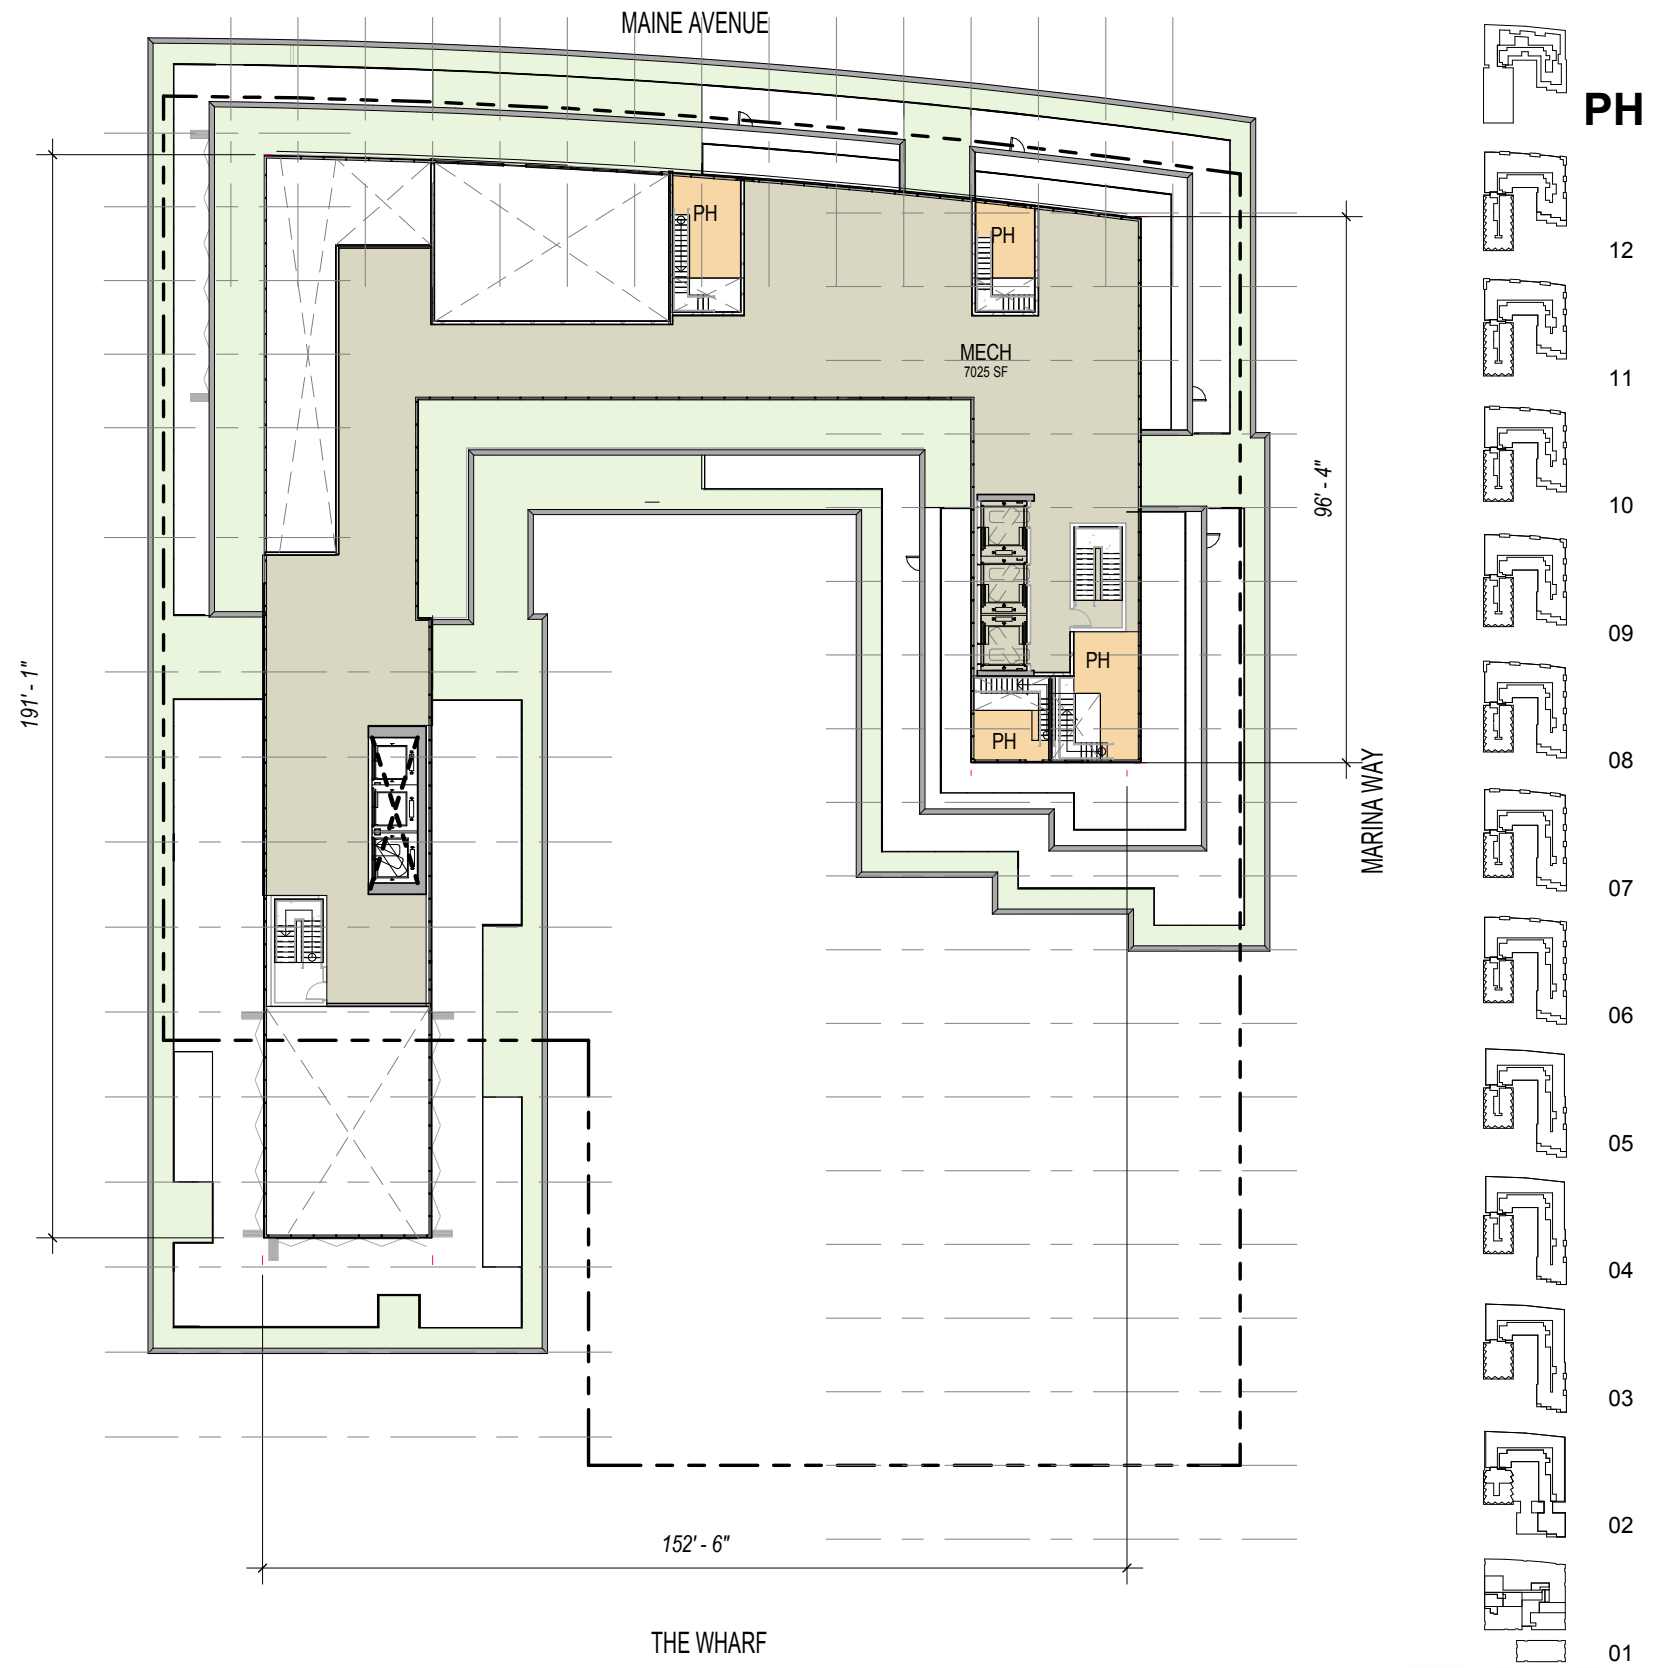 MAINE AVENUE
PH
PH
PH
MECH
7025 SF
191' - 1"
96' - 4"
PH
PH
MARINA WAY
152' - 6"
THE WHARF
12
11
10
09
08
07
06
05
04
03
02
01